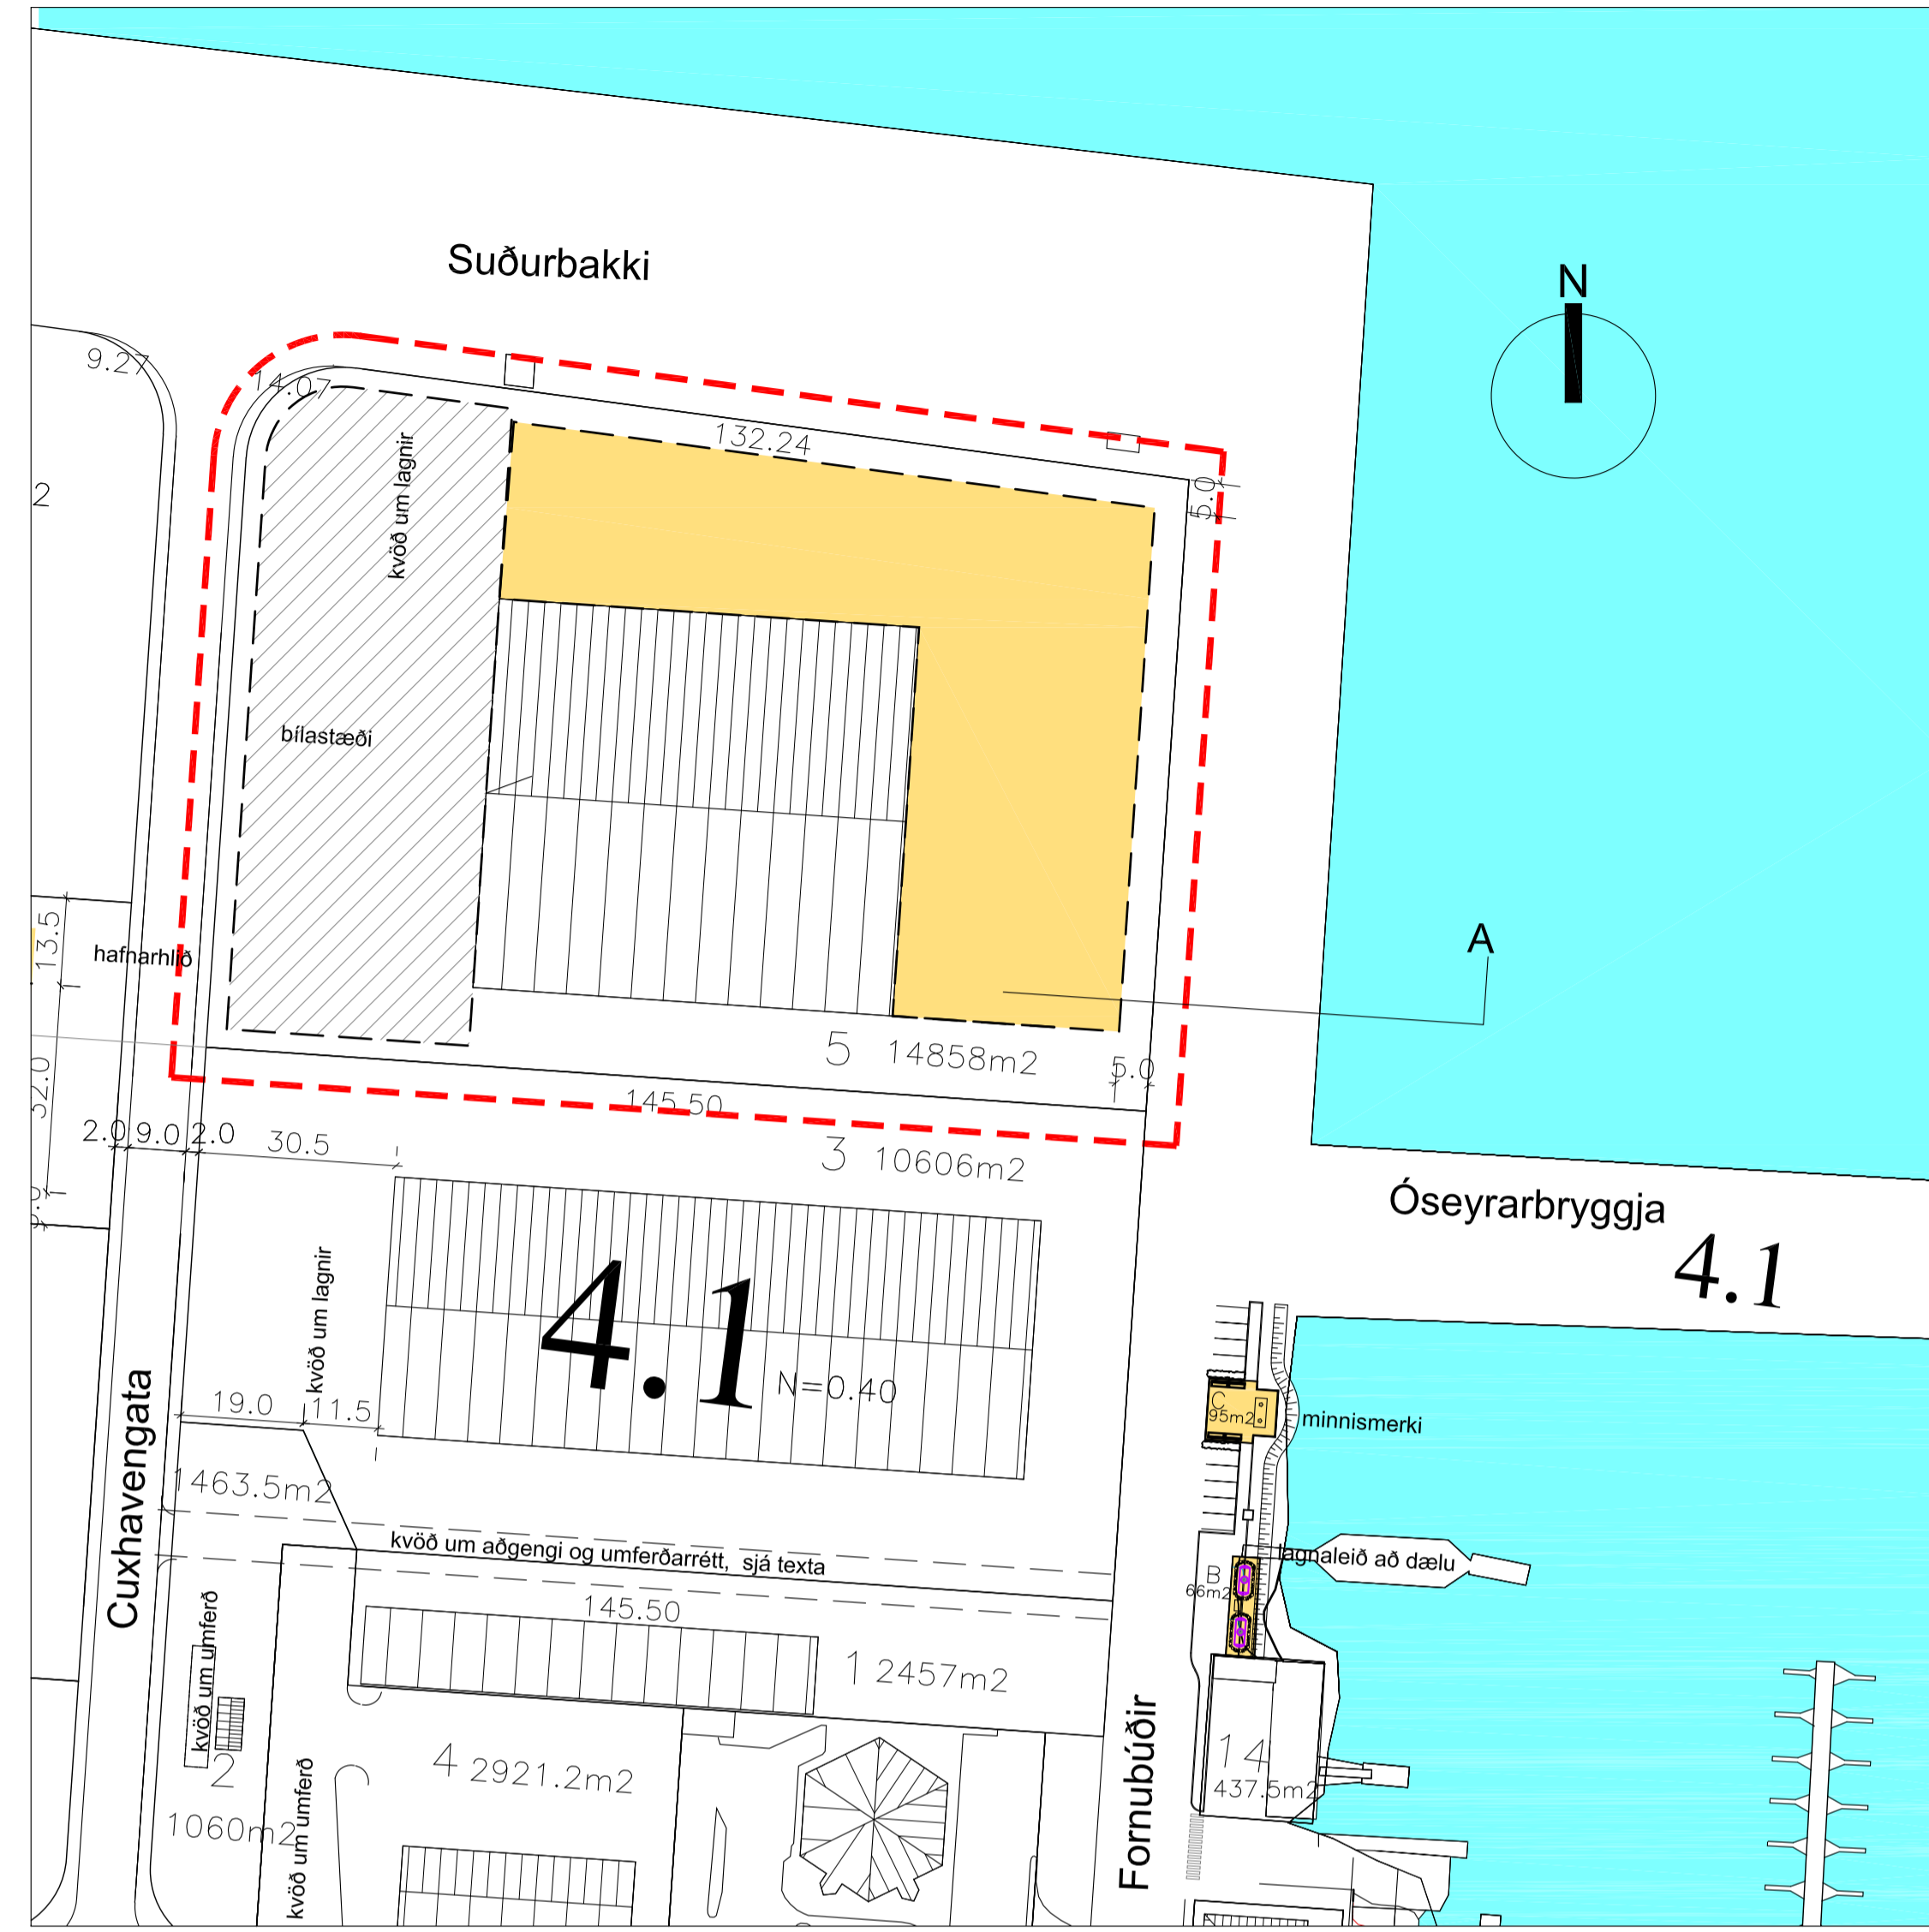 Suðurbakki
N
9.27
14.07
132.24
2
kvöð um lagnir
5.0
bílastæði
A
13.5
hafnarhlið
5 14858m2
5.0
145.50
2.0 9.0 2.0
30.5
3 10606m2
Óseyrarbryggja
4.1
kvöð um lagnir
4.1
N=0.40
19.0
11.5
C
95m2
minnismerki
1463.5m2
Cuxhavengata
kvöð um aðgengi og umferðarrétt, sjá texta
lagnaleið að dælu
B
66m2
145.50
1 2457m2
kvöð um umferð
Fornubúðir
2
1060m2
kvöð um umferð
4 2921.2m2
14
437.5m2